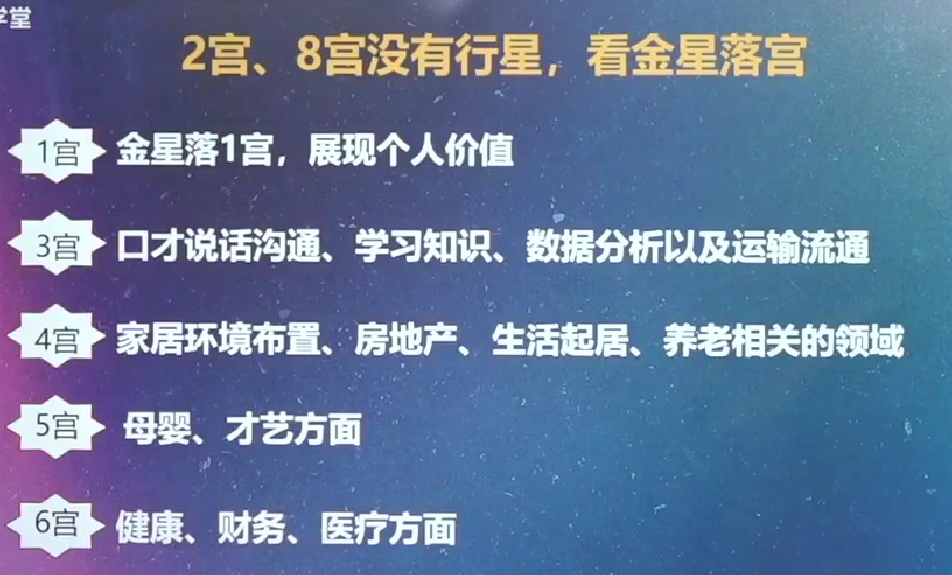 学堂
2宫、8宫没有行星，看金星落宫
1宫 金星落1宫，展现个人价值
3宫 口才说话沟通、学习知识、数据分析以及运输流通
4宫 家居环境布置、房地产、生活起居、养老相关的领域
5宫 母婴、才艺方面
6宫 健康、财务、医疗方面